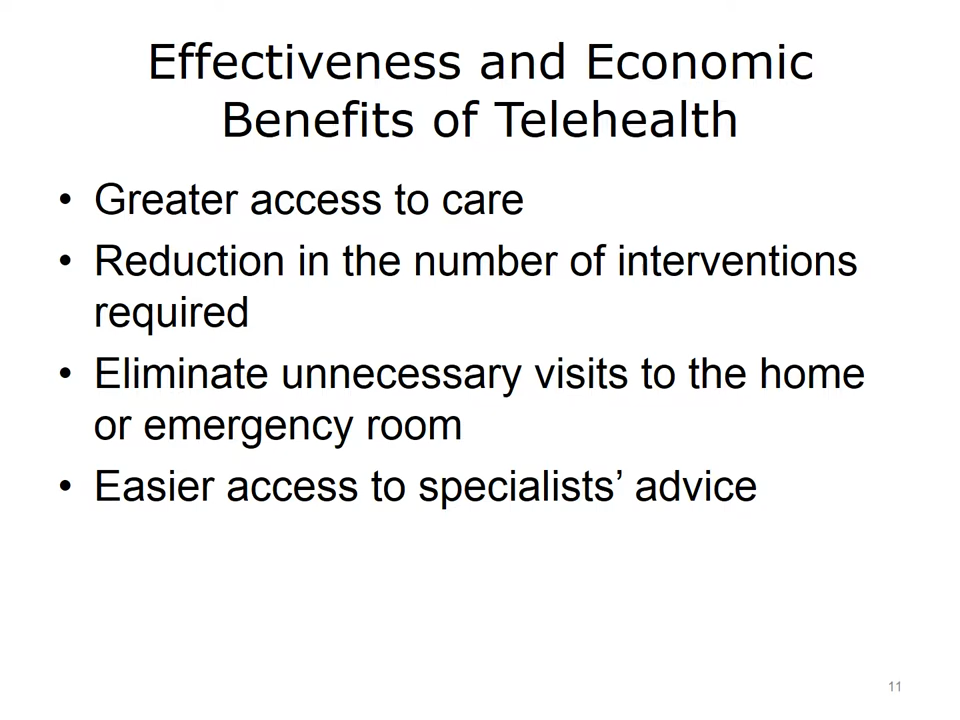 Effectiveness and Economic
Benefits of Telehealth
• Greater access to care
• Reduction in the number of interventions
required
• Eliminate unnecessary visits to the home
or emergency room
• Easier access to specialists’ advice
11